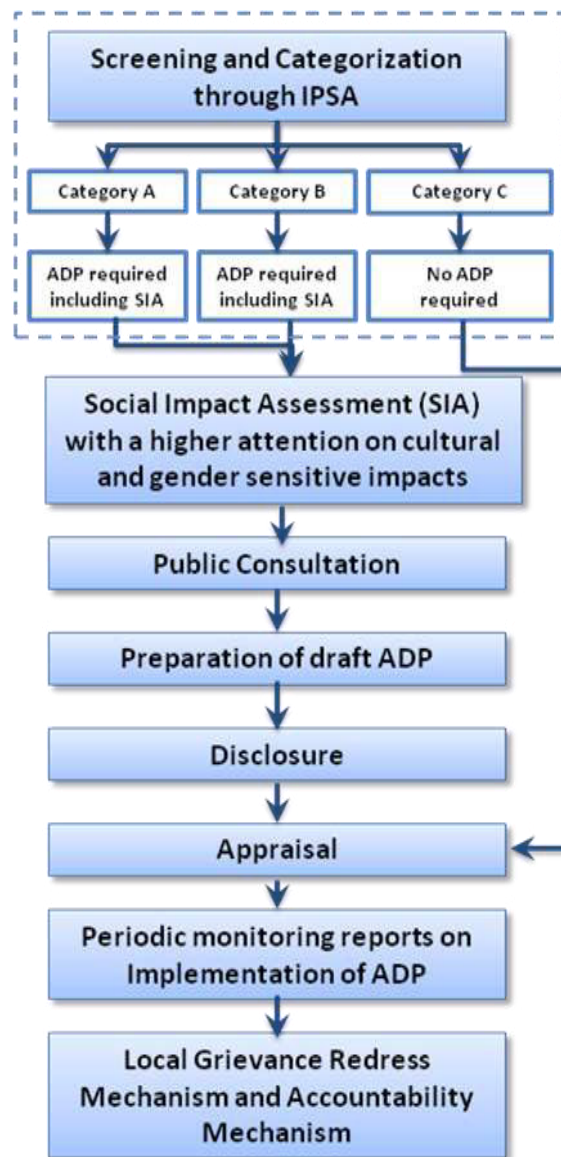 Screening and Categorization
through IPSA
Category A
Category B
Category C
ADP required
including SIA
ADP required
including SIA
No ADP
required
Social Impact Assessment (SIA)
with a higher attention on cultural
and gender sensitive impacts
Public Consultation
Preparation of draft ADP
Disclosure
Appraisal
Periodic monitoring reports on
Implementation of ADP
Local Grievance Redress
Mechanism and Accountability
Mechanism